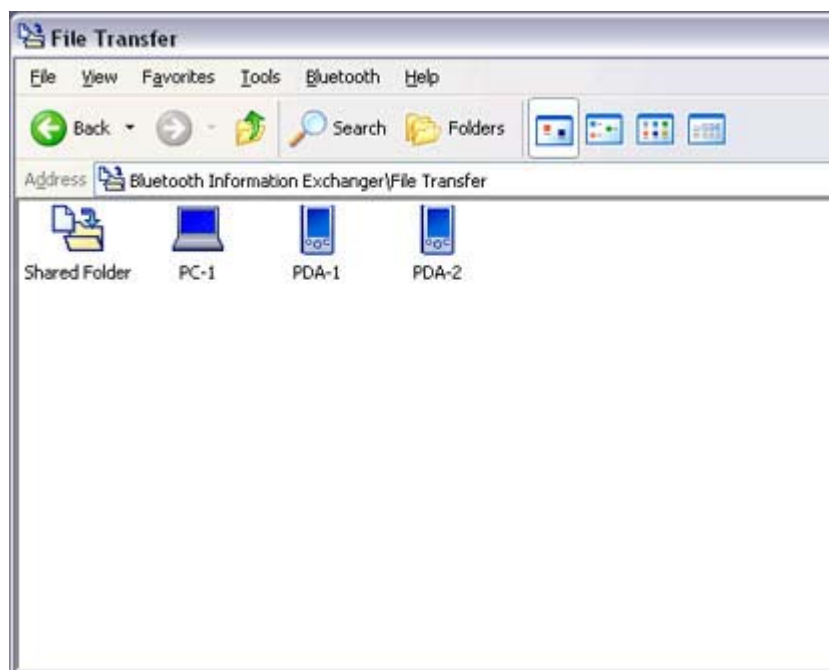 File Transfer
File View Favorites Tools Bluetooth Help
Back Search Folders
Address Bluetooth Information Exchanger\File Transfer
Shared Folder PC-1 PDA-1 PDA-2